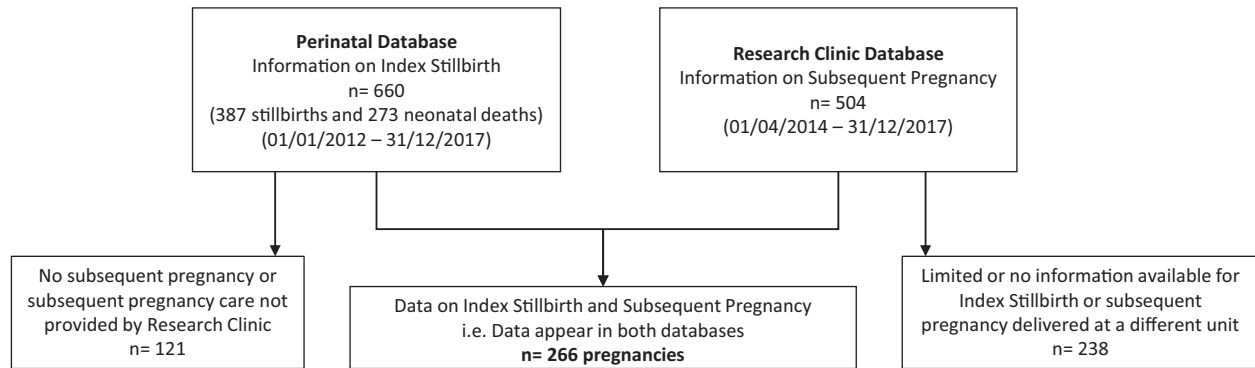 Perinatal Database
Information on Index Stillbirth
n= 660
(387 stillbirths and 273 neonatal deaths)
(01/01/2012 – 31/12/2017)
Research Clinic Database
Information on Subsequent Pregnancy
n= 504
(01/04/2014 – 31/12/2017)
No subsequent pregnancy or
subsequent pregnancy care not
provided by Research Clinic
n= 121
Data on Index Stillbirth and Subsequent Pregnancy
i.e. Data appear in both databases
n= 266 pregnancies
Limited or no information available for
Index Stillbirth or subsequent
pregnancy delivered at a different unit
n= 238